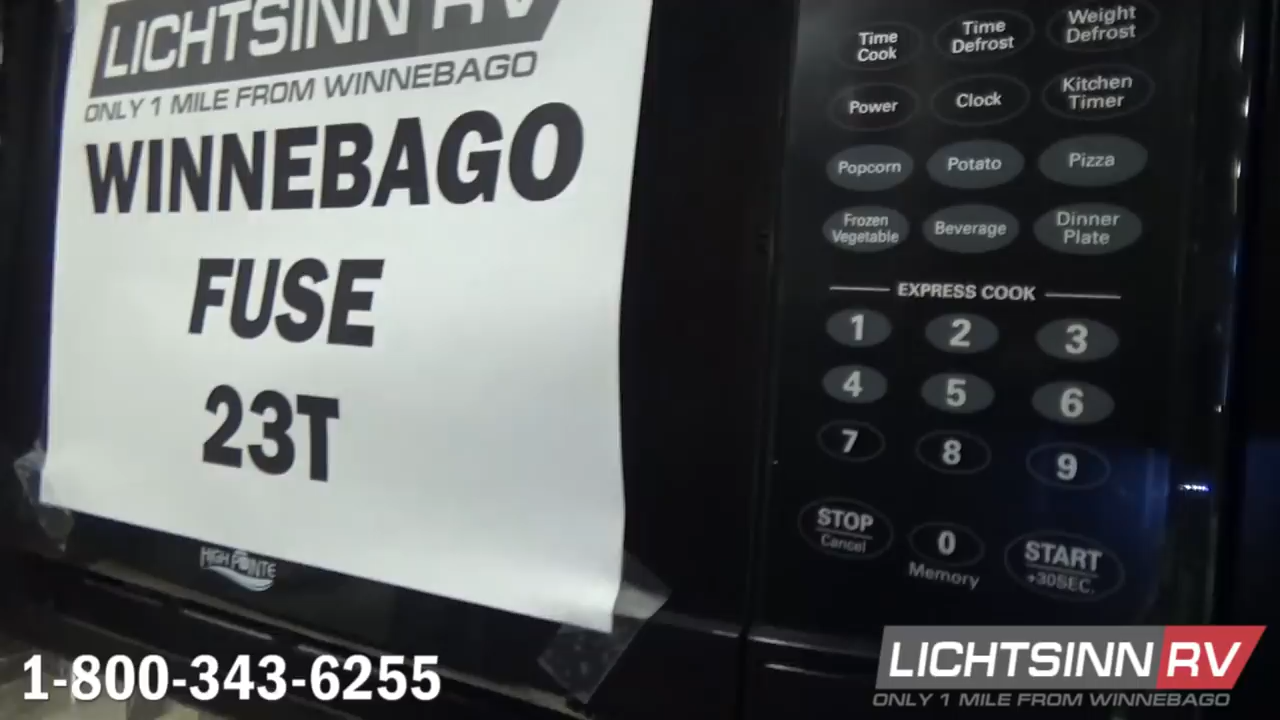 LICHTSINN RV
ONLY 1 MILE FROM WINNEBAGO
WINNEBAGO
FUSE
23T
HIGH POINTE
Time Cook
Time Defrost
Weight Defrost
Power
Clock
Kitchen Timer
Popcorn
Potato
Pizza
Frozen Vegetable
Beverage
Dinner Plate
EXPRESS COOK
1 2 3
4 5 6
7 8 9
STOP
Cancel
0
Memory
START
+30SEC.
1-800-343-6255
LICHTSINN RV
ONLY 1 MILE FROM WINNEBAGO